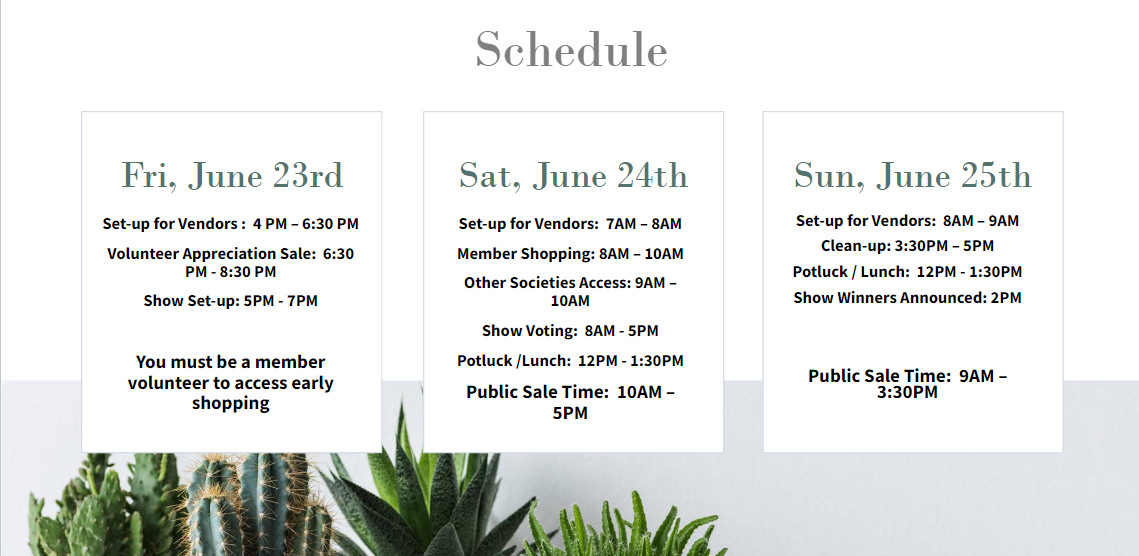 Schedule
Fri, June 23rd
Set-up for Vendors :  4 PM – 6:30 PM
Volunteer Appreciation Sale:  6:30
PM - 8:30 PM
Show Set-up: 5PM - 7PM
You must be a member
volunteer to access early
shopping
Sat, June 24th
Set-up for Vendors:  7AM – 8AM
Member Shopping: 8AM – 10AM
Other Societies Access: 9AM –
10AM
Show Voting:  8AM - 5PM
Potluck /Lunch:  12PM - 1:30PM
Public Sale Time:  10AM –
5PM
Sun, June 25th
Set-up for Vendors:  8AM – 9AM
Clean-up: 3:30PM – 5PM
Potluck / Lunch:  12PM - 1:30PM
Show Winners Announced: 2PM
Public Sale Time:  9AM –
3:30PM